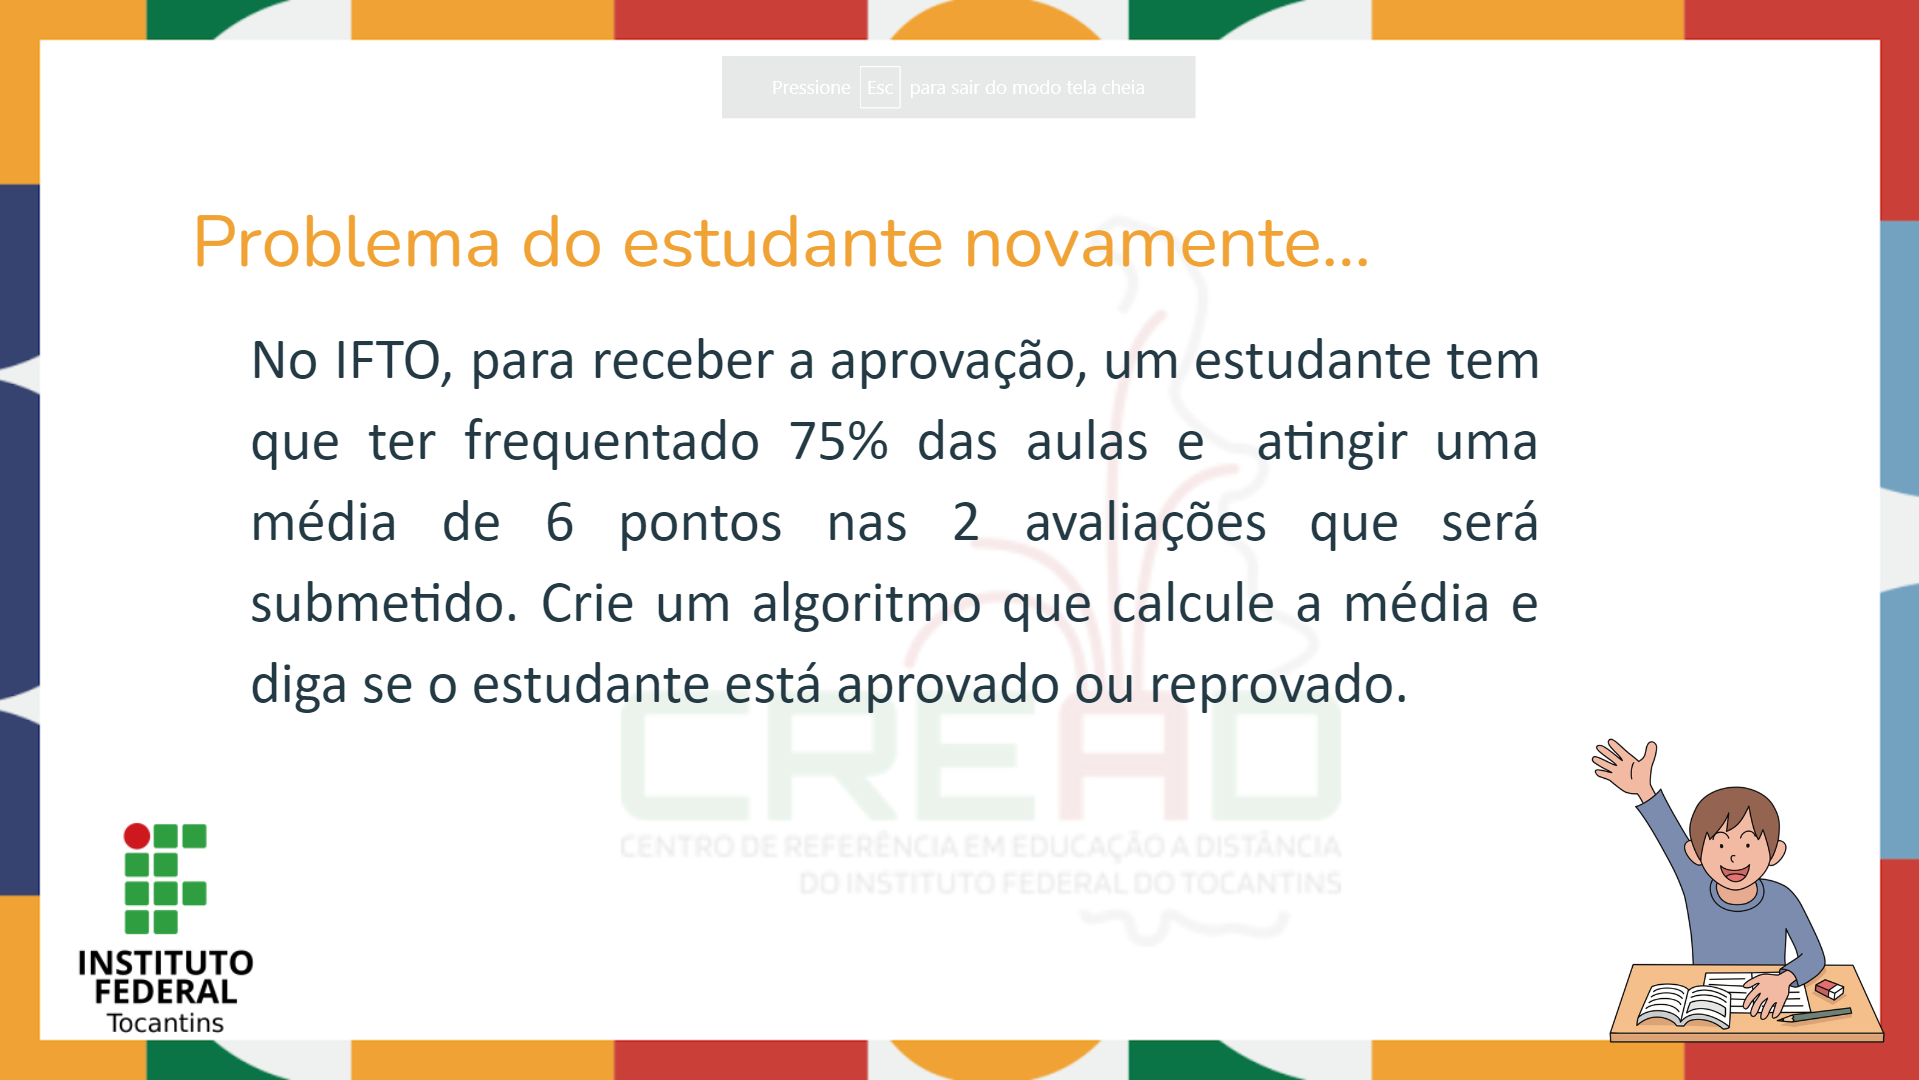 Pressione Esc para sair do modo tela cheia
Problema do estudante novamente...
No IFTO, para receber a aprovação, um estudante tem
que ter frequentado 75% das aulas e atingir uma
média de 6 pontos nas 2 avaliações que será
submetido. Crie um algoritmo que calcule a média e
diga se o estudante está aprovado ou reprovado.
CREAD
CENTRO DE REFERÊNCIA EM EDUCAÇÃO A DISTÂNCIA
DO INSTITUTO FEDERAL DO TOCANTINS
INSTITUTO
FEDERAL
Tocantins